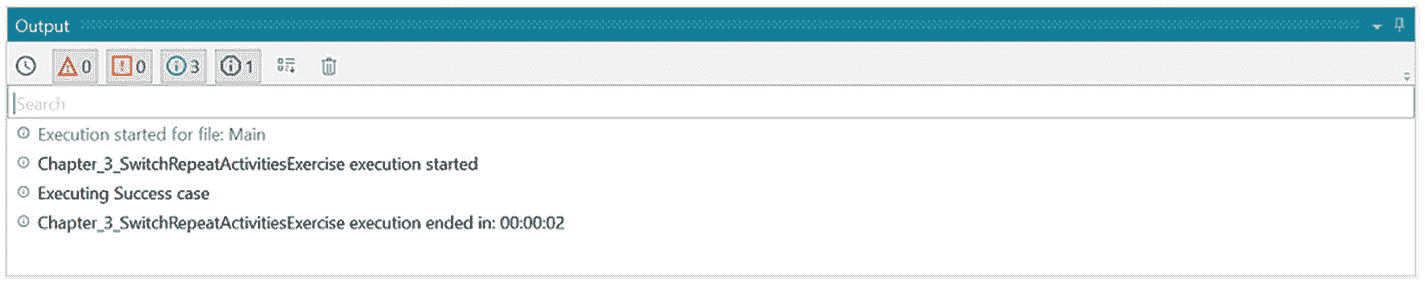 Output
0 0 3 1
Search
Execution started for file: Main
Chapter_3_SwitchRepeatActivitiesExercise execution started
Executing Success case
Chapter_3_SwitchRepeatActivitiesExercise execution ended in: 00:00:02